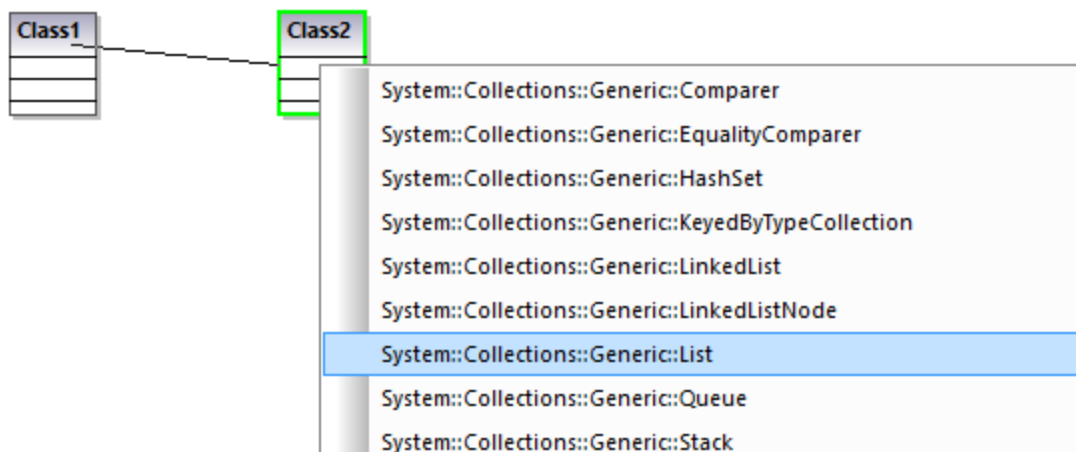 Class1
Class2
System::Collections::Generic::Comparer
System::Collections::Generic::EqualityComparer
System::Collections::Generic::HashSet
System::Collections::Generic::KeyedByTypeCollection
System::Collections::Generic::LinkedList
System::Collections::Generic::LinkedListNode
System::Collections::Generic::List
System::Collections::Generic::Queue
System::Collections::Generic::Stack